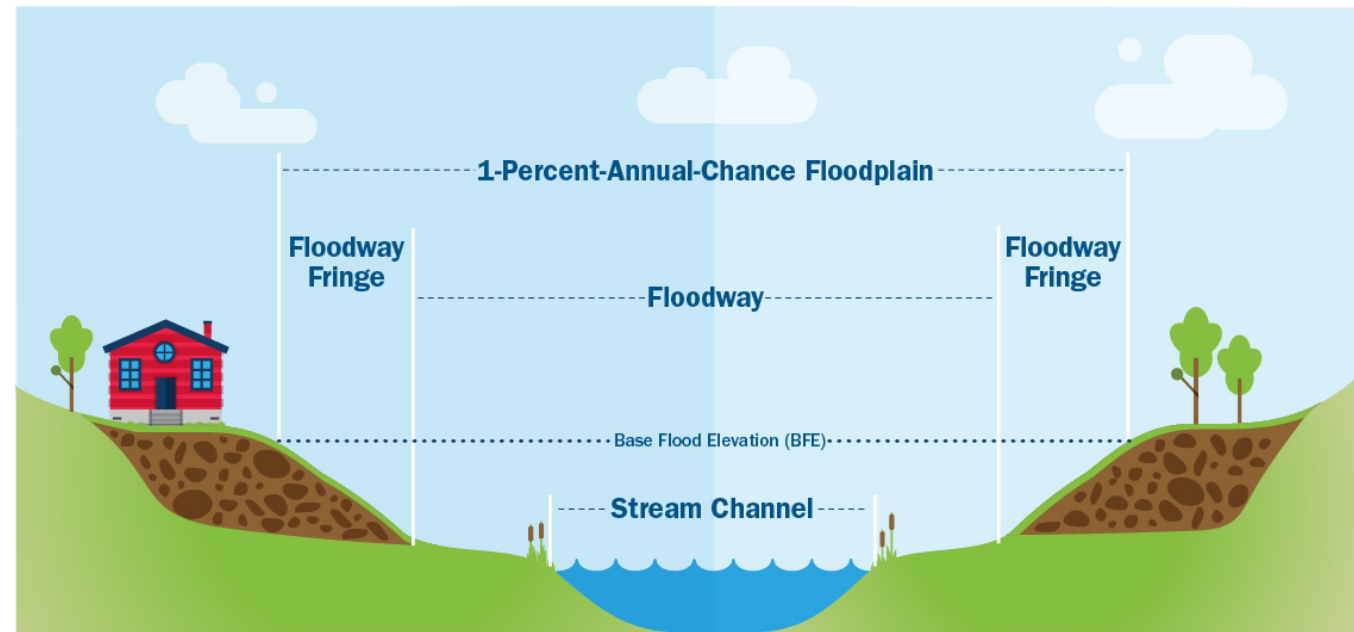 1-Percent-Annual-Chance Floodplain
Floodway
Fringe
Floodway
Fringe
Floodway
Base Flood Elevation (BFE)
Stream Channel